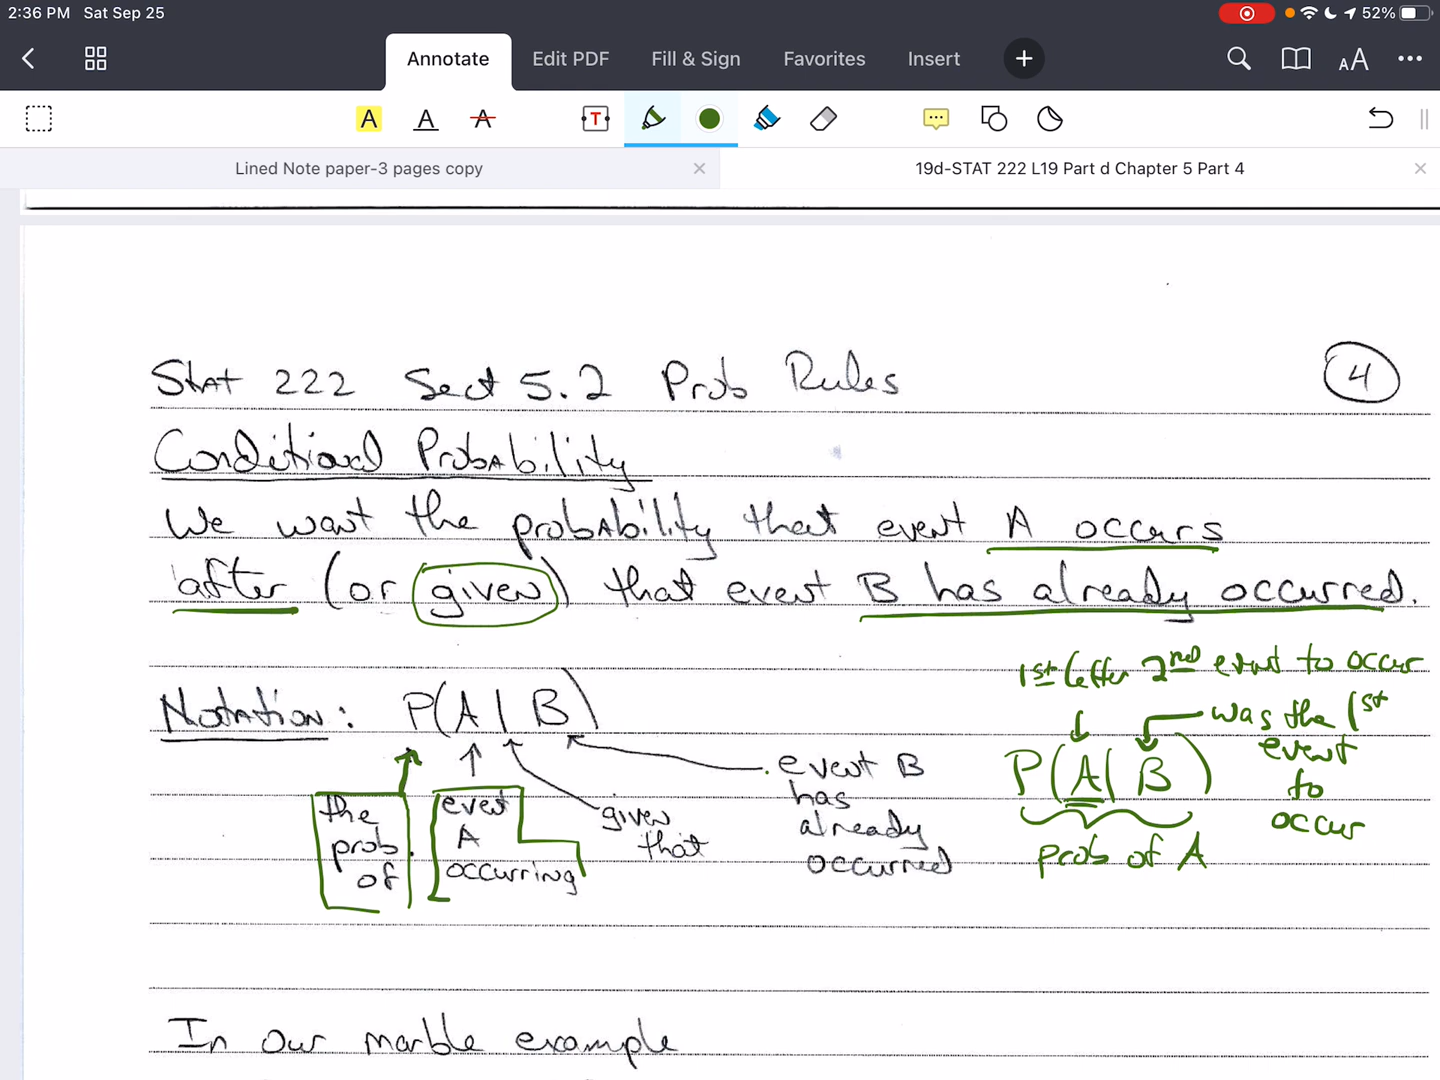 2:36 PM Sat Sep 25
52%
Annotate
Edit PDF
Fill & Sign
Favorites
Insert
Lined Note paper-3 pages copy
19d-STAT 222 L19 Part d Chapter 5 Part 4
Stat 222 Sect 5.2 Prob Rules
4
Conditional Probability
We want the probability that event A occurs
after (or given) that event B has already occurred.
1st letter 2nd event to occur
Notation: P(A | B)
was the 1st
event
to
occur
P(A | B)
prob of A
the
prob.
of
event
A
occurring
given
that
event B
has
already
occurred
In our marble example